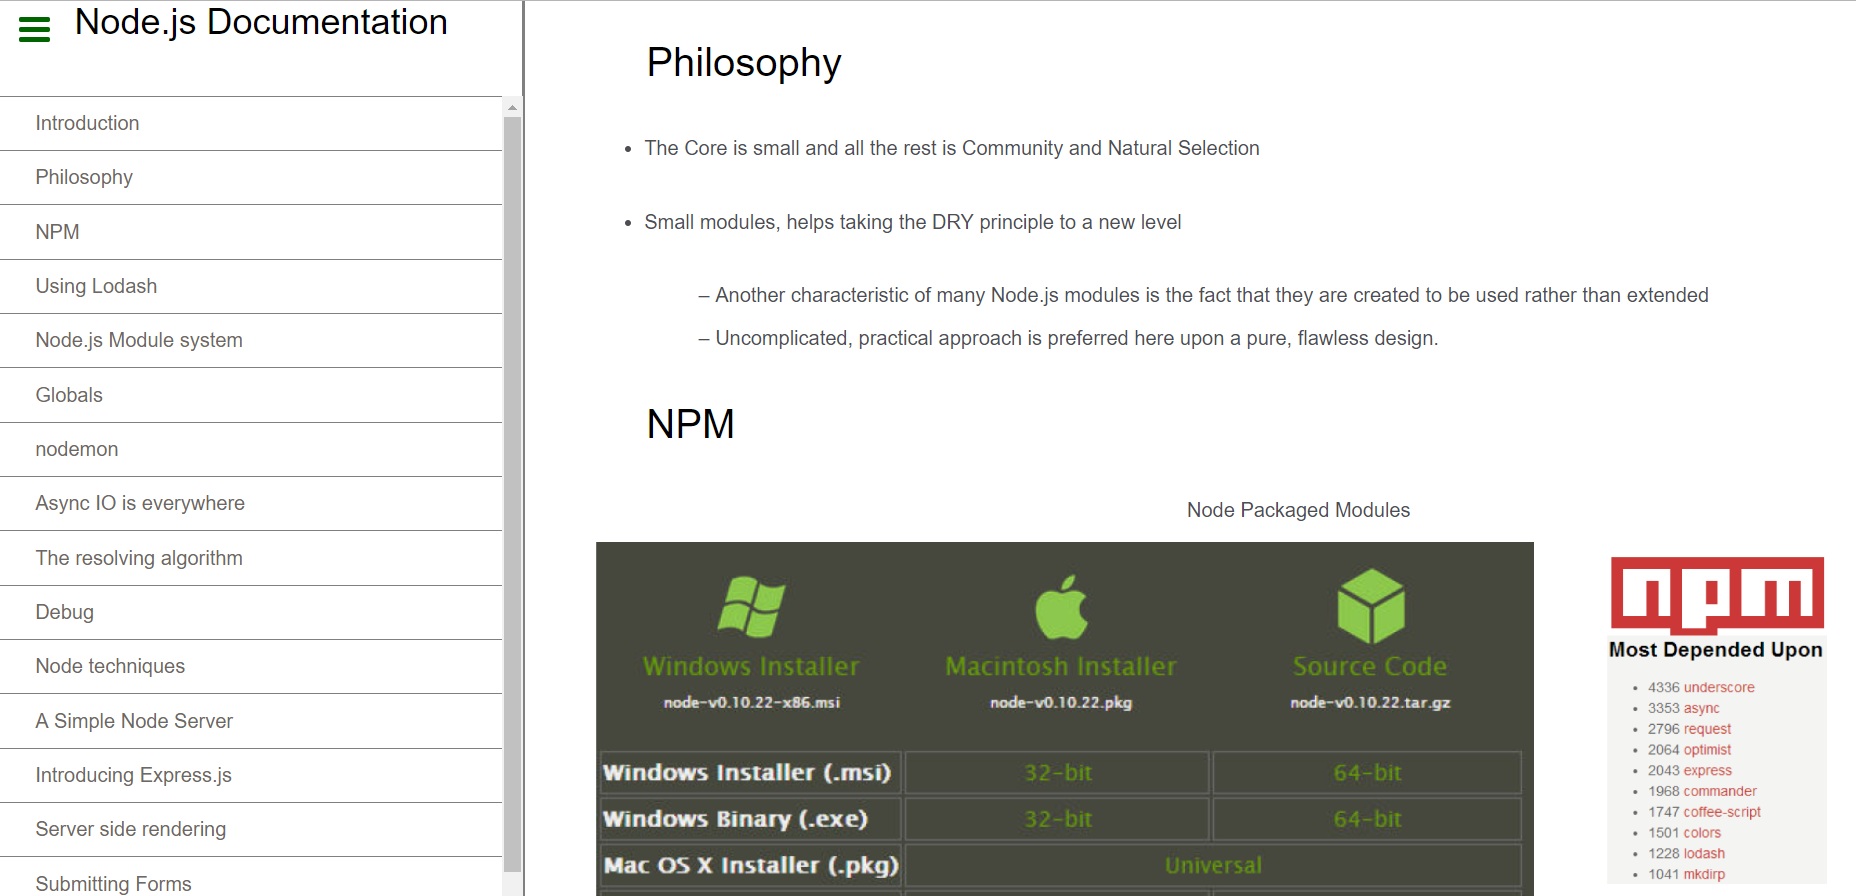 Node.js Documentation
Introduction
Philosophy
NPM
Using Lodash
Node.js Module system
Globals
nodemon
Async IO is everywhere
The resolving algorithm
Debug
Node techniques
A Simple Node Server
Introducing Express.js
Server side rendering
Submitting Forms
Philosophy
• The Core is small and all the rest is Community and Natural Selection
• Small modules, helps taking the DRY principle to a new level
– Another characteristic of many Node.js modules is the fact that they are created to be used rather than extended
– Uncomplicated, practical approach is preferred here upon a pure, flawless design.
NPM
Node Packaged Modules
Windows Installer Macintosh Installer Source Code
node-v0.10.22-x86.msi node-v0.10.22.pkg node-v0.10.22.tar.gz
Windows Installer (.msi) 32-bit 64-bit
Windows Binary (.exe) 32-bit 64-bit
Mac OS X Installer (.pkg) Universal
npm
Most Depended Upon
• 4336 underscore
• 3353 async
• 2796 request
• 2064 optimist
• 2043 express
• 1968 commander
• 1747 coffee-script
• 1501 colors
• 1228 lodash
• 1041 mkdirp